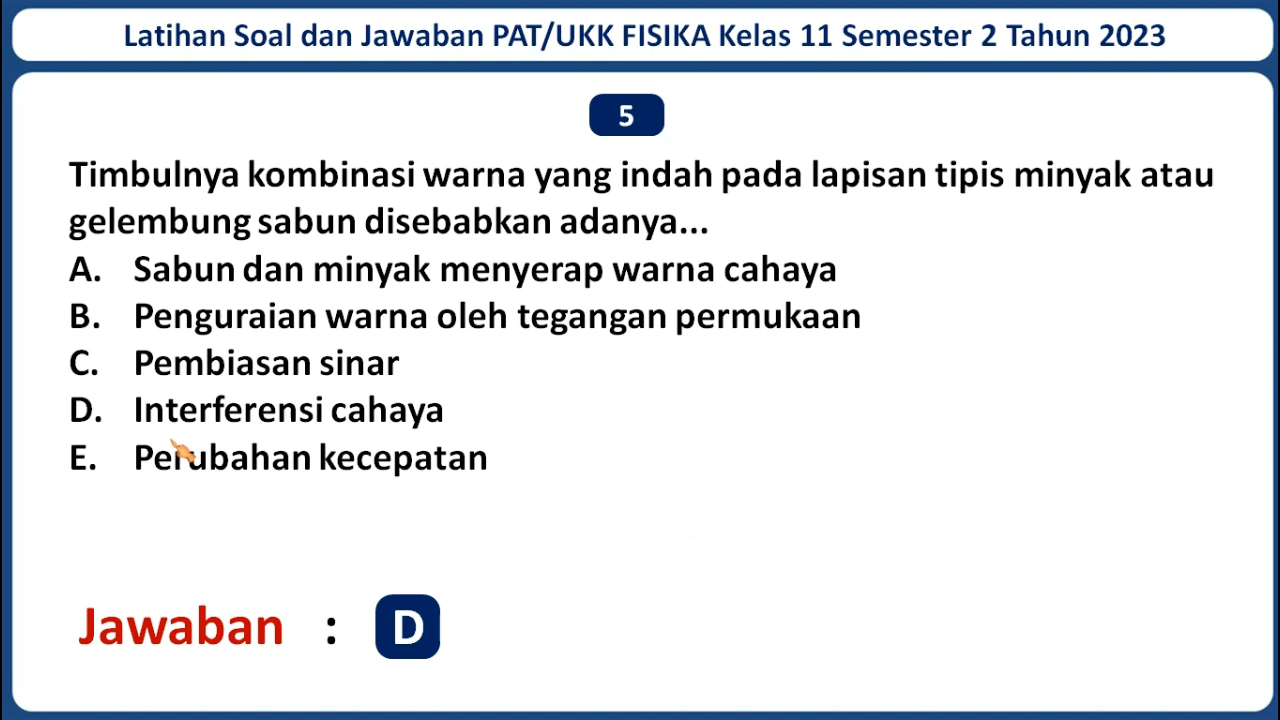 Latihan Soal dan Jawaban PAT/UKK FISIKA Kelas 11 Semester 2 Tahun 2023
5
Timbulnya kombinasi warna yang indah pada lapisan tipis minyak atau
gelembung sabun disebabkan adanya...
A. Sabun dan minyak menyerap warna cahaya
B. Penguraian warna oleh tegangan permukaan
C. Pembiasan sinar
D. Interferensi cahaya
E. Perubahan kecepatan
Jawaban : D